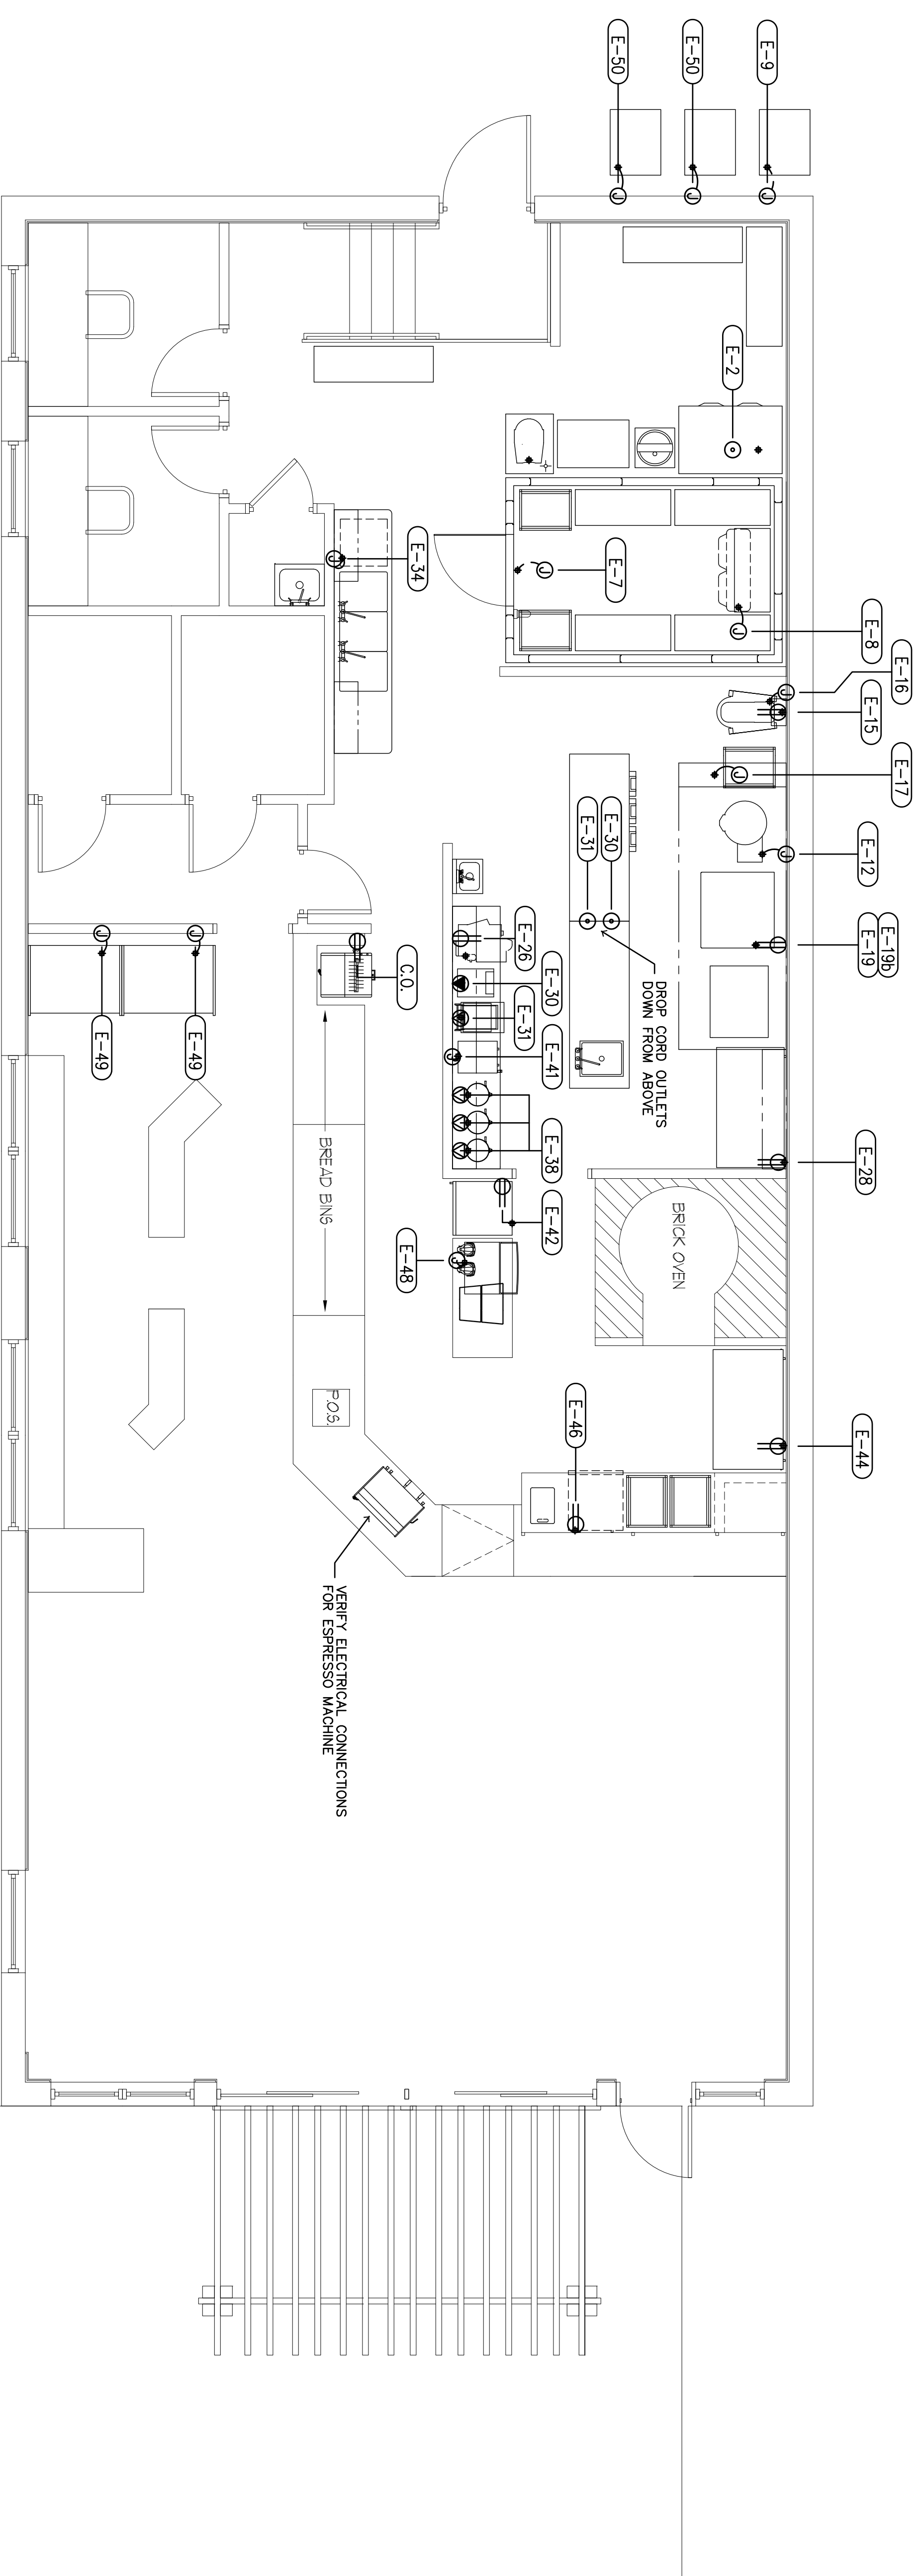 E-9
E-50
E-50
E-2
E-7
E-8
E-16
E-15
E-17
E-12
E-19b
E-19
E-28
E-44
E-34
E-30
E-31
DROP CORD OUTLETS
DOWN FROM ABOVE
E-26
E-30
E-31
E-41
E-38
E-42
E-48
E-46
BRICK OVEN
C.O.
BREAD BINS
P.O.S.
E-49
E-49
VERIFY ELECTRICAL CONNECTIONS
FOR ESPRESSO MACHINE
J
J
J
J
J
J
J
J
J
J
J
J
J